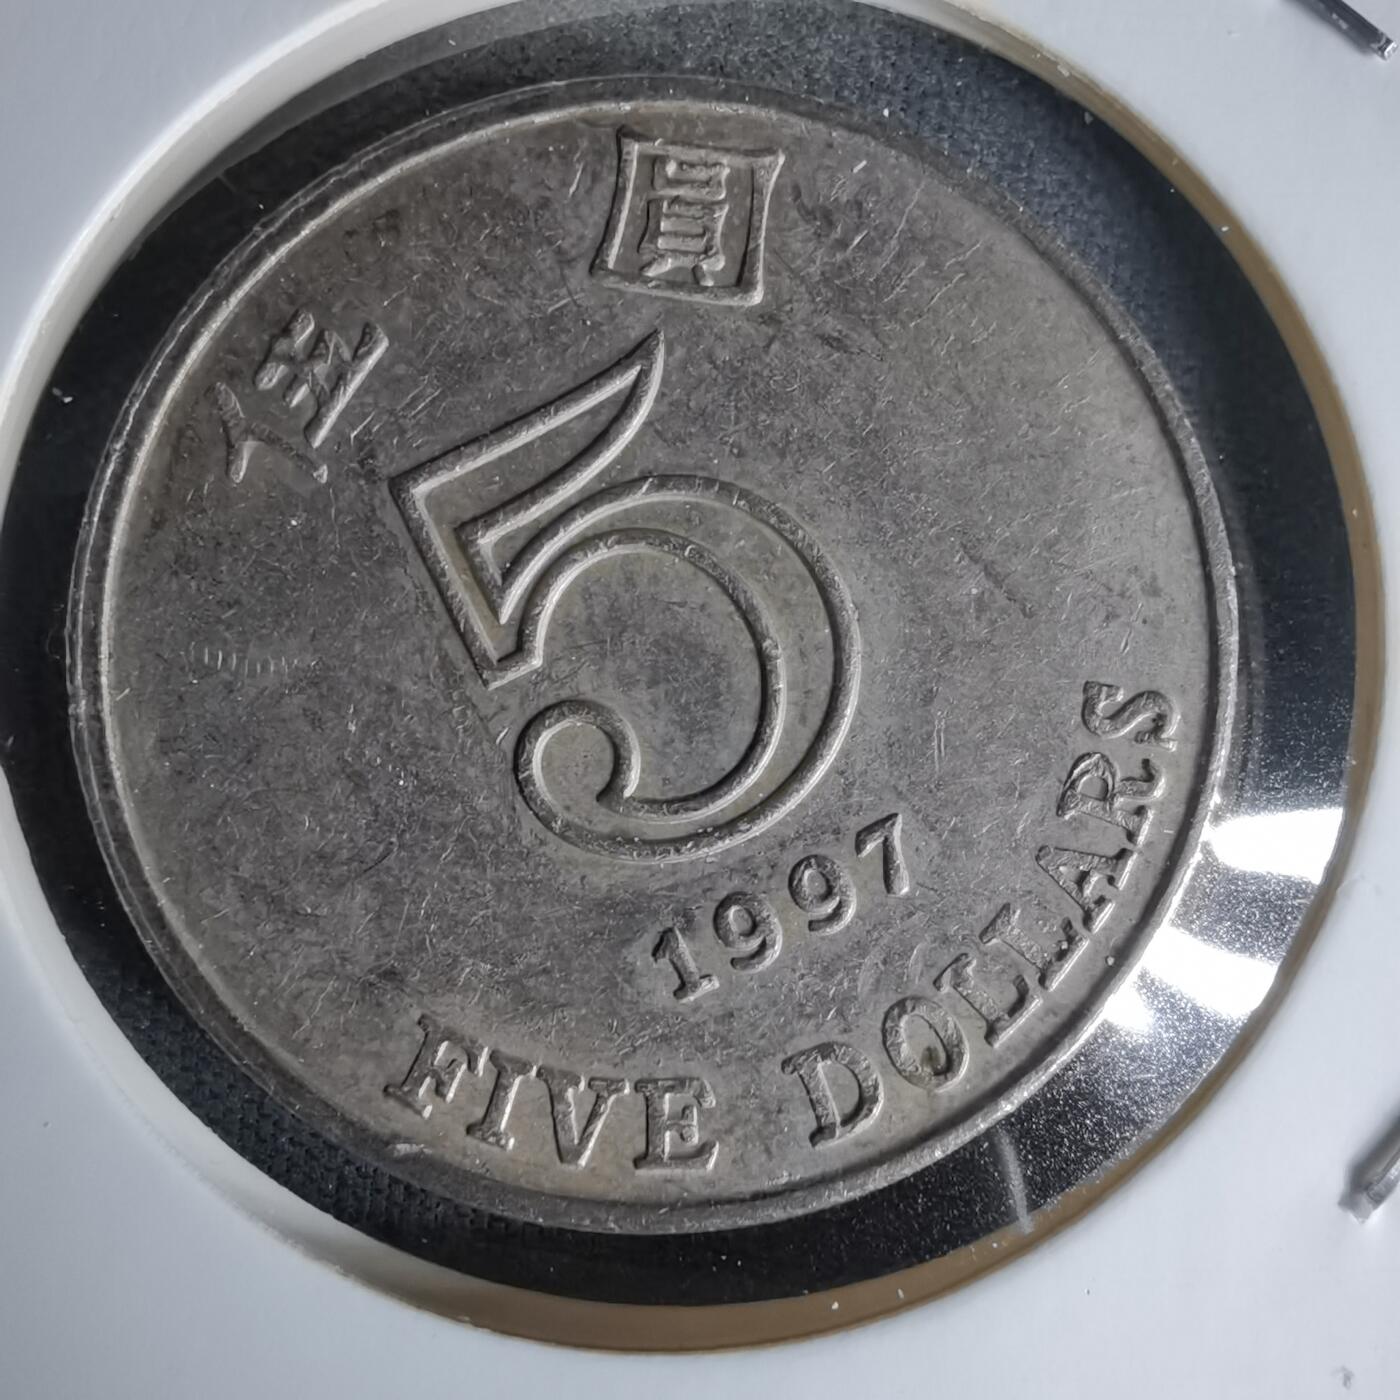 伍 圓
5
1997
FIVE DOLLARS